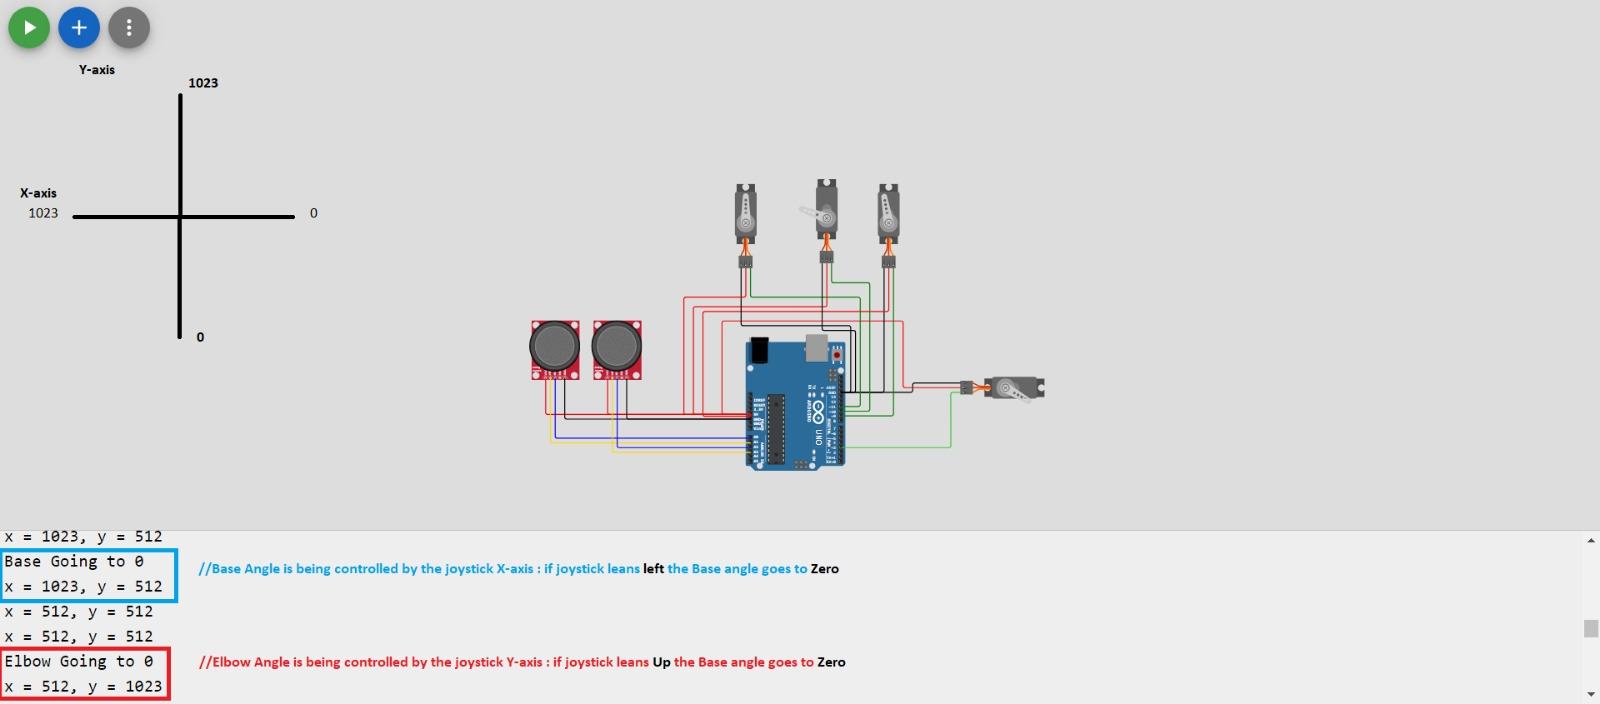 Y-axis
1023
X-axis
1023
0
0
UNO
x = 1023, y = 512
Base Going to 0
x = 1023, y = 512
//Base Angle is being controlled by the joystick X-axis : if joystick leans left the Base angle goes to Zero
x = 512, y = 512
x = 512, y = 512
Elbow Going to 0
x = 512, y = 1023
//Elbow Angle is being controlled by the joystick Y-axis : if joystick leans Up the Base angle goes to Zero